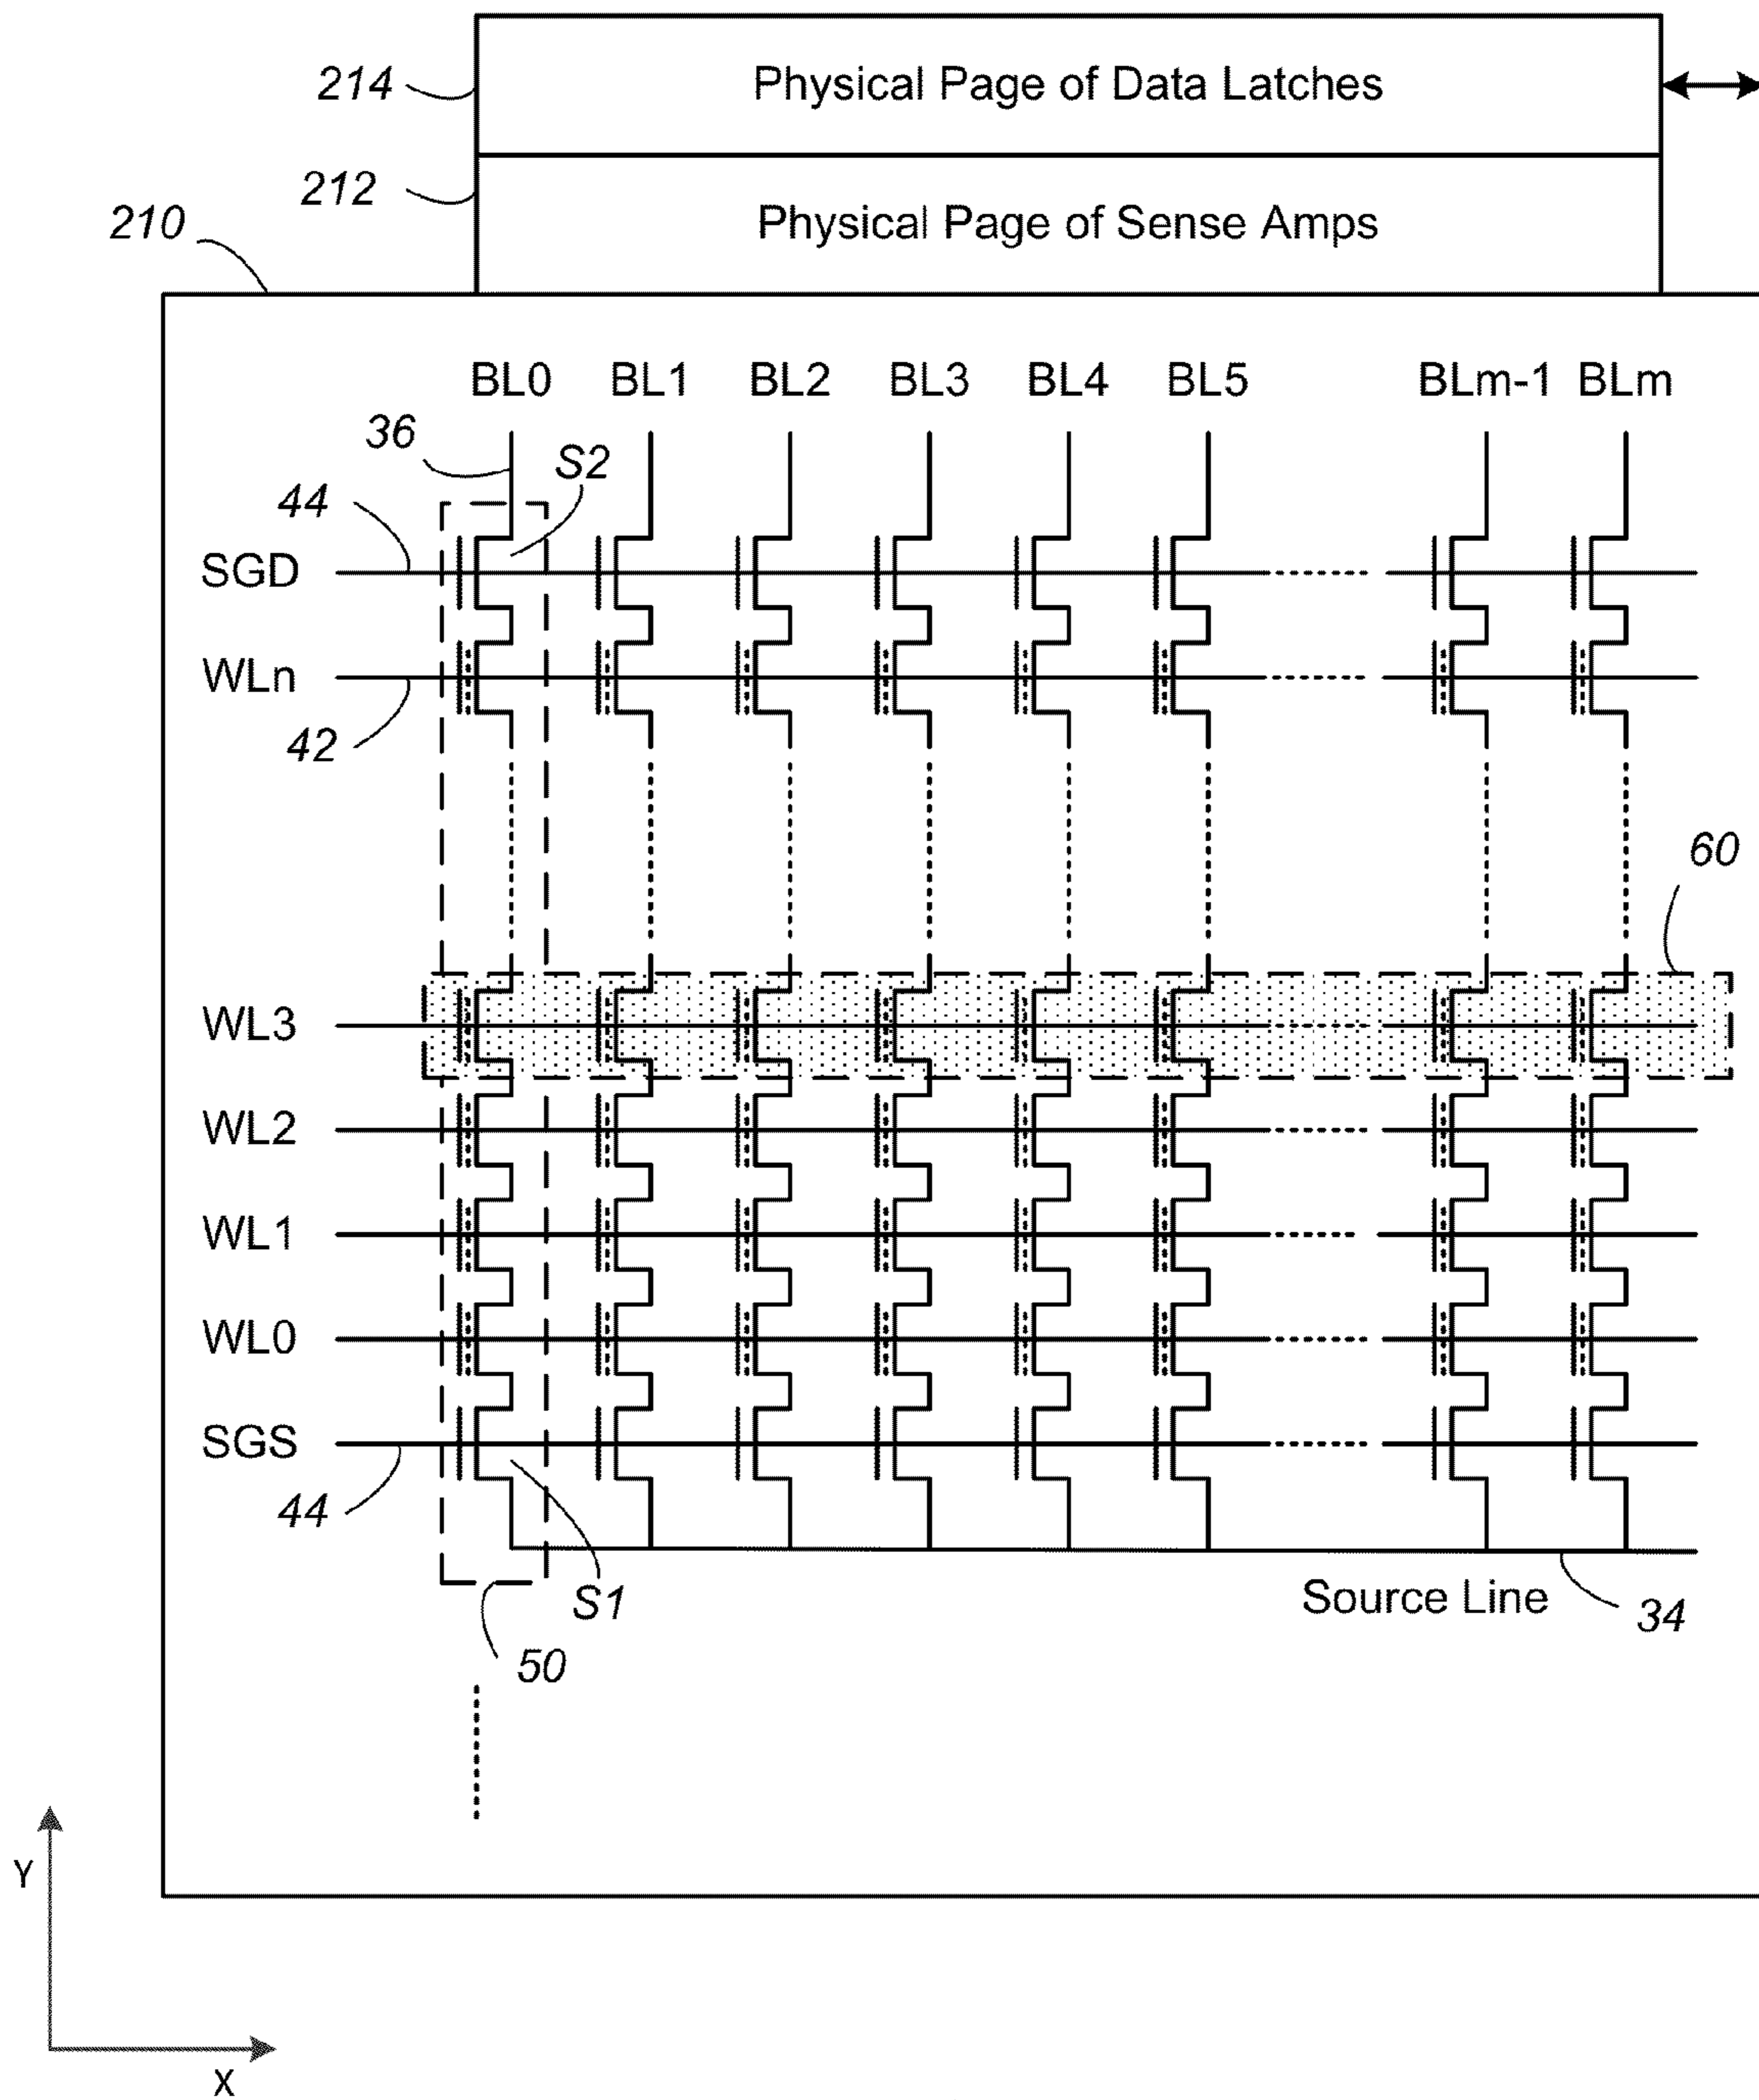 214
Physical Page of Data Latches
212
Physical Page of Sense Amps
210
BL0 BL1 BL2 BL3 BL4 BL5 BLm-1 BLm
36
S2
44
SGD
WLn
42
60
WL3
WL2
WL1
WL0
SGS
44
S1
Source Line
34
50
Y
X